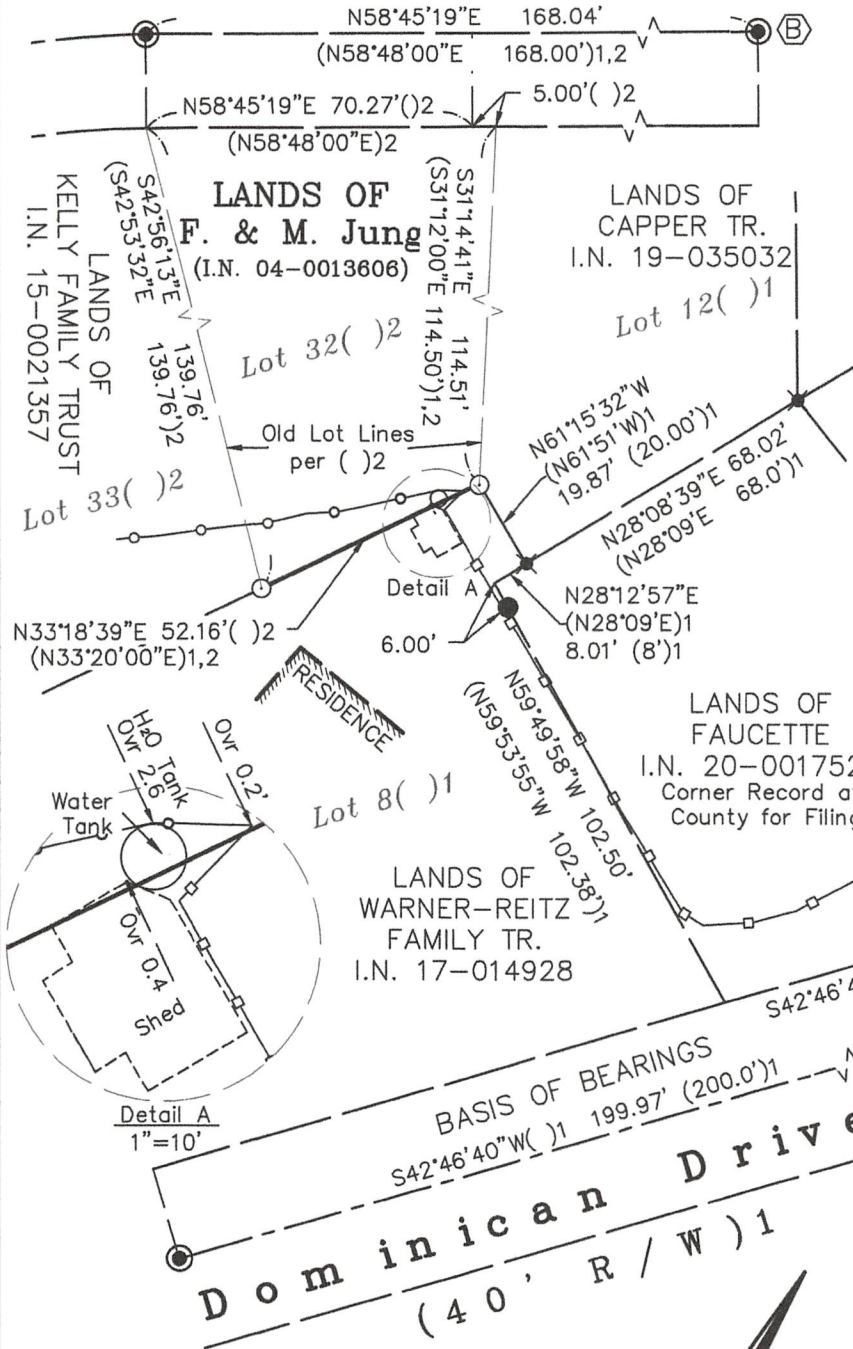 N58°45'19"E 168.04'
(N58°48'00"E 168.00')1,2
B
N58°45'19"E 70.27'()2
5.00'( )2
(N58°48'00"E)2
S42°56'13"E 139.76'
(S42°53'32"E 139.76')2
LANDS OF
F. & M. Jung
(I.N. 04-0013606)
S31°14'41"E 114.51'
(S31°12'00"E 114.50')1,2
LANDS OF
CAPPER TR.
I.N. 19-035032
LANDS OF
KELLY FAMILY TRUST
I.N. 15-0021357
Lot 32( )2
Lot 12( )1
Old Lot Lines
per ( )2
N61°15'32"W
(N61°51'W)1
19.87' (20.00')1
Lot 33( )2
N28°08'39"E 68.02'
(N28°09'E 68.0')1
Detail A
N33°18'39"E 52.16'( )2
(N33°20'00"E)1,2
6.00'
N28°12'57"E
(N28°09'E)1
8.01' (8')1
RESIDENCE
N59°49'58"W 102.50'
(N59°53'55"W 102.38')1
LANDS OF
FAUCETTE
I.N. 20-001752
Corner Record a
County for Filing
H2O Tank
Ovr 2.6'
Ovr 0.2'
Water
Tank
Lot 8( )1
LANDS OF
WARNER-REITZ
FAMILY TR.
I.N. 17-014928
Ovr 0.4
Shed
Detail A
1"=10'
S42°46'4
BASIS OF BEARINGS
S42°46'40"W( )1 199.97' (200.0')1
N
Dominican Drive
(40' R/W)1